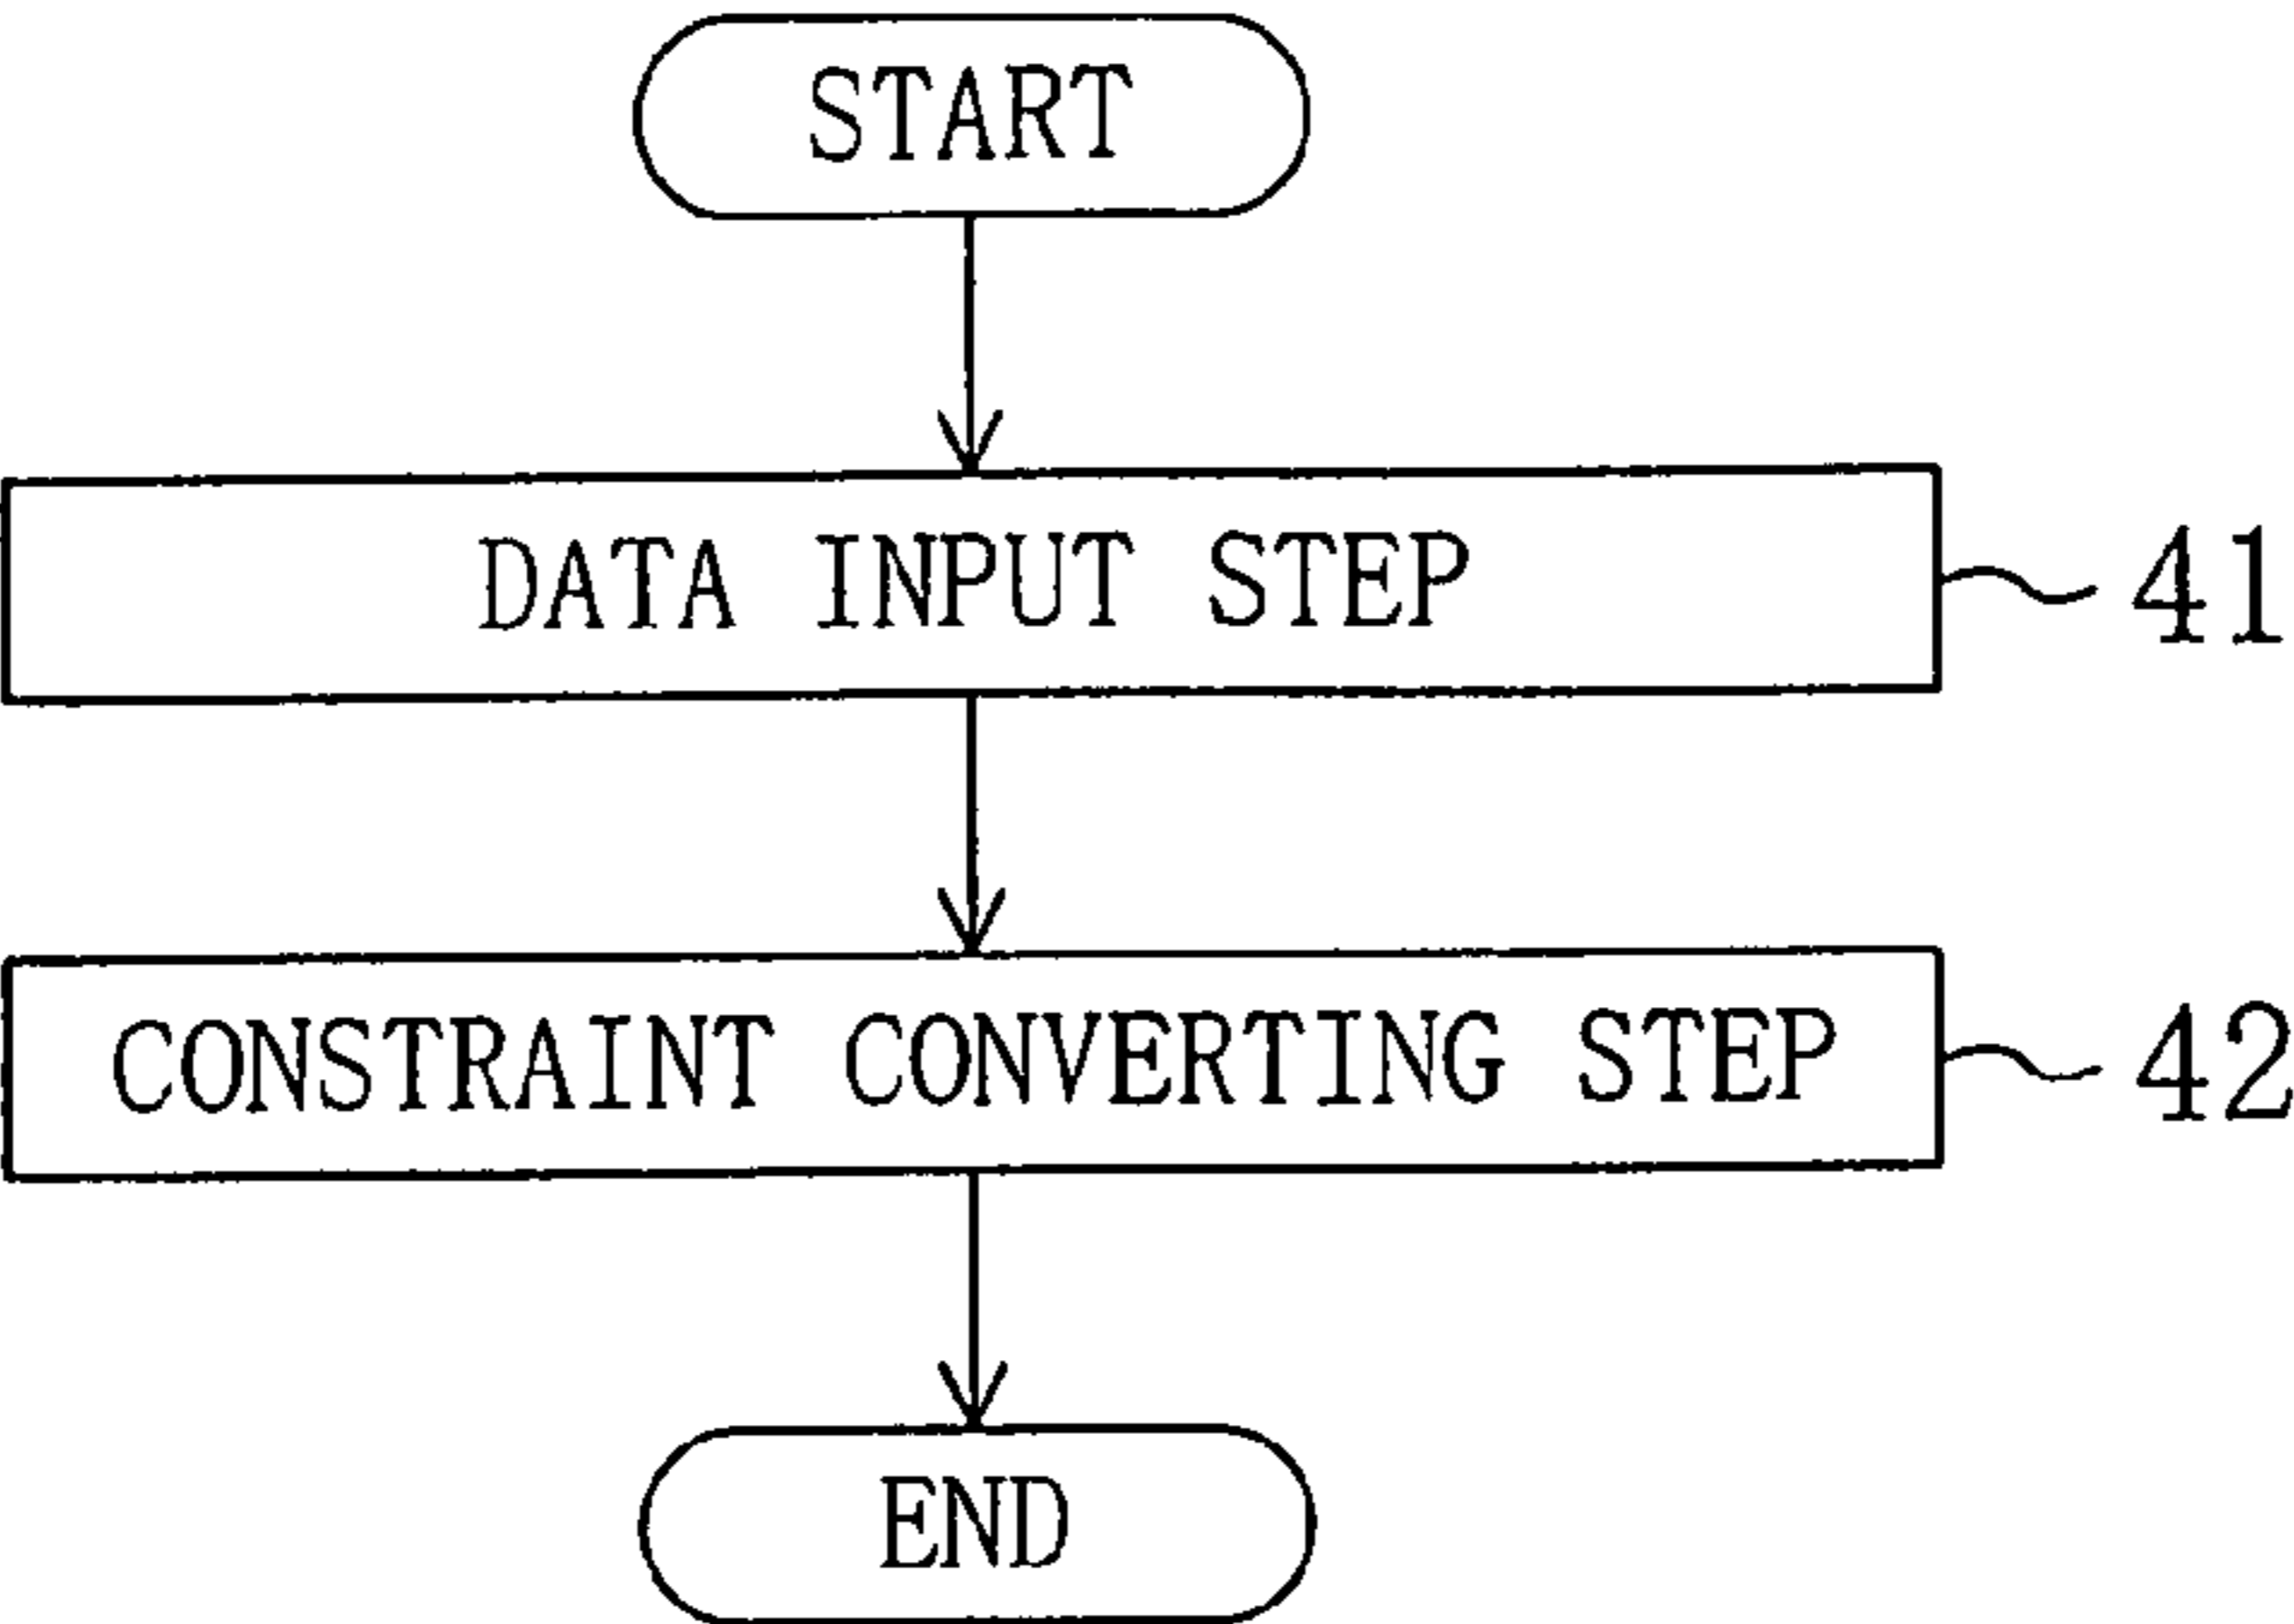 START
DATA INPUT STEP
41
CONSTRAINT CONVERTING STEP
42
END